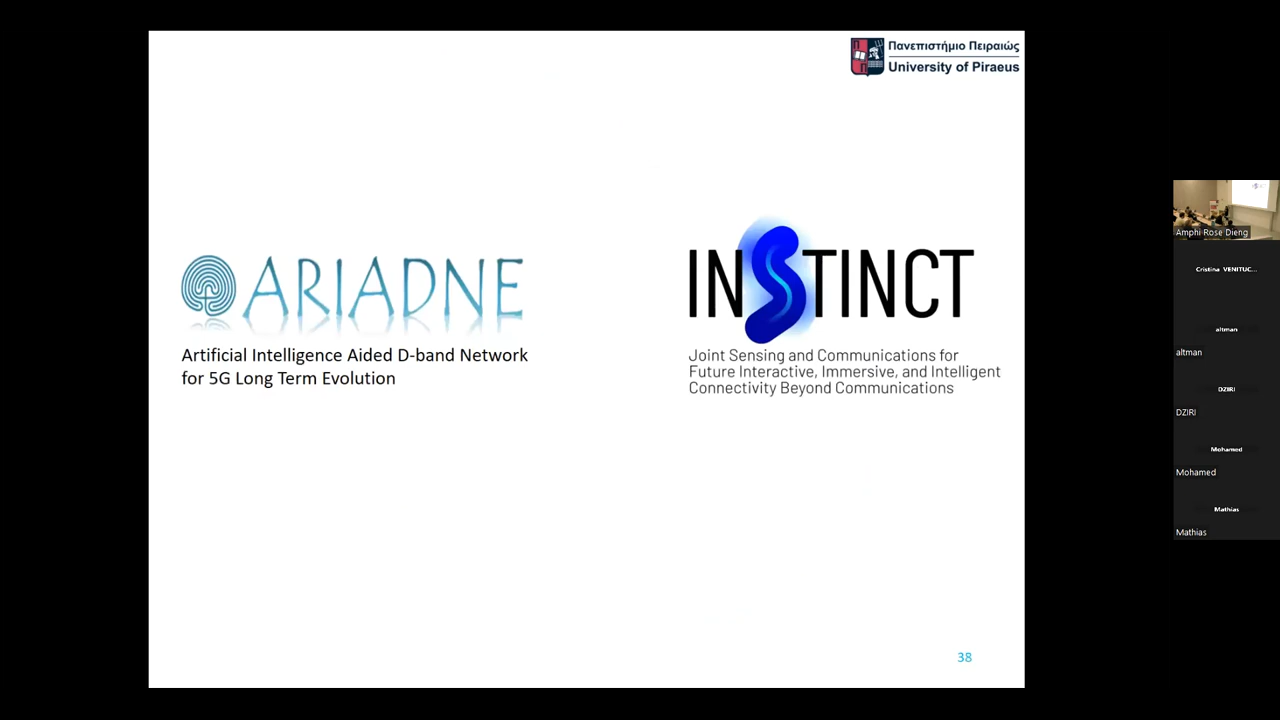 Πανεπιστήμιο Πειραιώς
University of Piraeus
ARIADNE
Artificial Intelligence Aided D-band Network
for 5G Long Term Evolution
INSTINCT
Joint Sensing and Communications for
Future Interactive, Immersive, and Intelligent
Connectivity Beyond Communications
38
Amphi Rose Dieng
Cristina VENITUC...
altman
altman
DZIRI
DZIRI
Mohamed
Mohamed
Mathias
Mathias